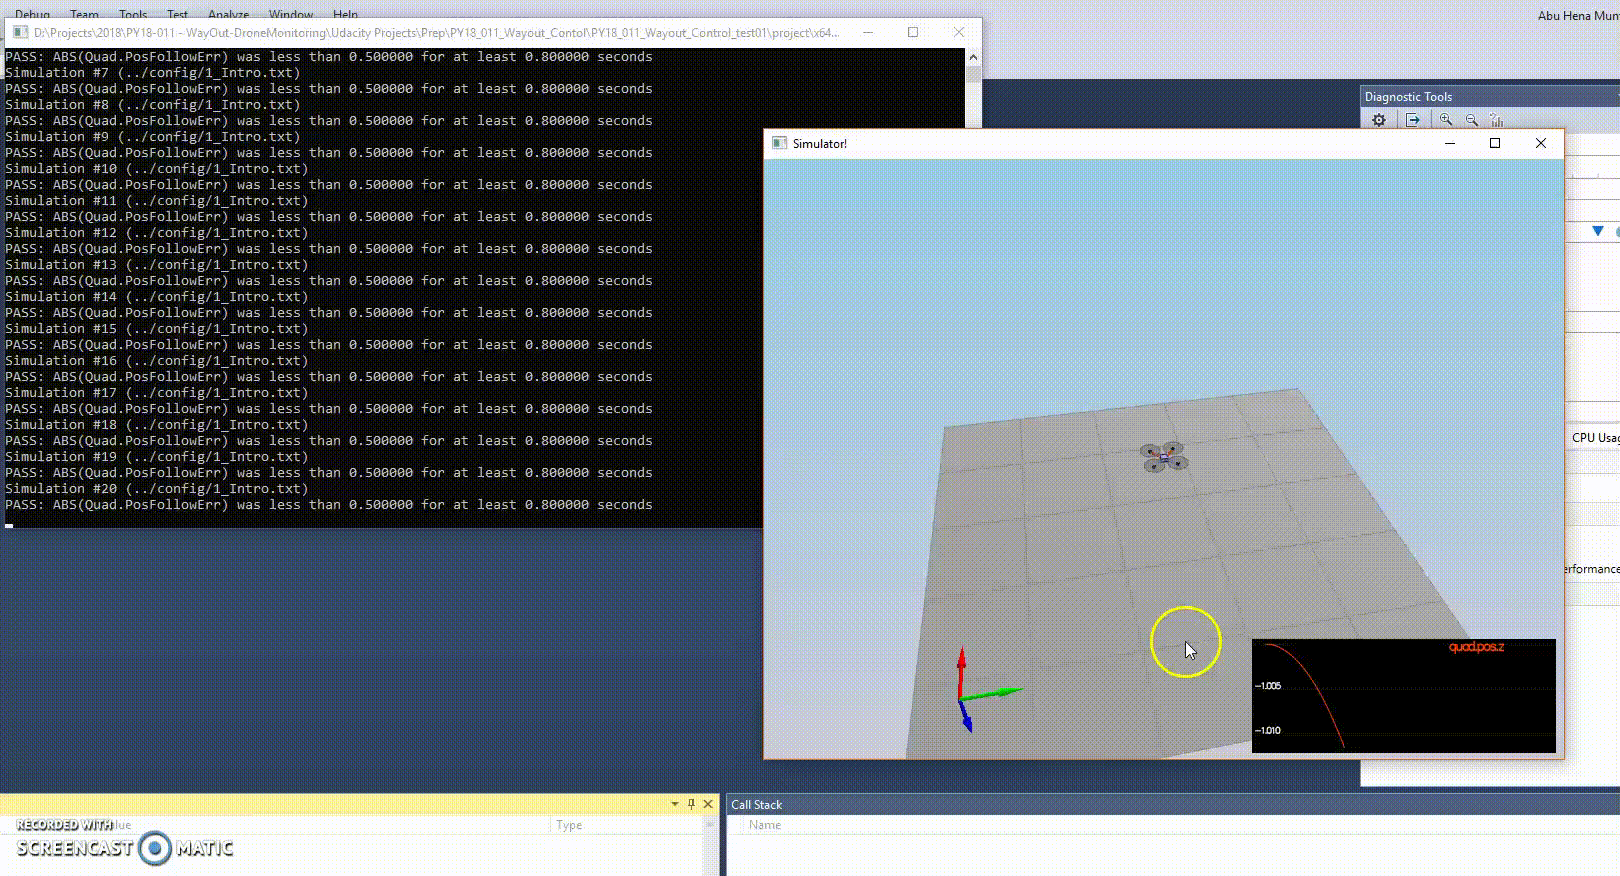 Debug Team Tools Test Analyze Window Help
Abu Hena Mun
D:\Projects\2018\PY18-011 - WayOut-DroneMonitoring\Udacity Projects\Prep\PY18_011_Wayout_Contol\PY18_011_Wayout_Control_test01\project\x64...
PASS: ABS(Quad.PosFollowErr) was less than 0.500000 for at least 0.800000 seconds
Simulation #7 (../config/1_Intro.txt)
PASS: ABS(Quad.PosFollowErr) was less than 0.500000 for at least 0.800000 seconds
Simulation #8 (../config/1_Intro.txt)
PASS: ABS(Quad.PosFollowErr) was less than 0.500000 for at least 0.800000 seconds
Simulation #9 (../config/1_Intro.txt)
PASS: ABS(Quad.PosFollowErr) was less than 0.500000 for at least 0.800000 seconds
Simulation #10 (../config/1_Intro.txt)
PASS: ABS(Quad.PosFollowErr) was less than 0.500000 for at least 0.800000 seconds
Simulation #11 (../config/1_Intro.txt)
PASS: ABS(Quad.PosFollowErr) was less than 0.500000 for at least 0.800000 seconds
Simulation #12 (../config/1_Intro.txt)
PASS: ABS(Quad.PosFollowErr) was less than 0.500000 for at least 0.800000 seconds
Simulation #13 (../config/1_Intro.txt)
PASS: ABS(Quad.PosFollowErr) was less than 0.500000 for at least 0.800000 seconds
Simulation #14 (../config/1_Intro.txt)
PASS: ABS(Quad.PosFollowErr) was less than 0.500000 for at least 0.800000 seconds
Simulation #15 (../config/1_Intro.txt)
PASS: ABS(Quad.PosFollowErr) was less than 0.500000 for at least 0.800000 seconds
Simulation #16 (../config/1_Intro.txt)
PASS: ABS(Quad.PosFollowErr) was less than 0.500000 for at least 0.800000 seconds
Simulation #17 (../config/1_Intro.txt)
PASS: ABS(Quad.PosFollowErr) was less than 0.500000 for at least 0.800000 seconds
Simulation #18 (../config/1_Intro.txt)
PASS: ABS(Quad.PosFollowErr) was less than 0.500000 for at least 0.800000 seconds
Simulation #19 (../config/1_Intro.txt)
PASS: ABS(Quad.PosFollowErr) was less than 0.500000 for at least 0.800000 seconds
Simulation #20 (../config/1_Intro.txt)
PASS: ABS(Quad.PosFollowErr) was less than 0.500000 for at least 0.800000 seconds
Diagnostic Tools
Simulator!
CPU Usag
erformance
quad.pos.z
-1.005
-1.010
Call Stack
Name
lue
Type
RECORDED WITH
SCREENCAST MATIC